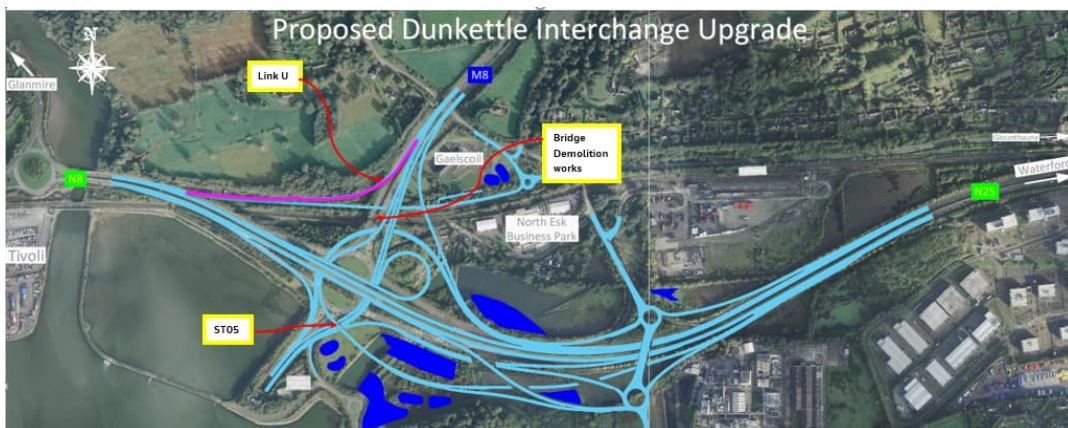 Proposed Dunkettle Interchange Upgrade
N
Glanmire
Link U
M8
Bridge
Demolition
works
Gaelscoil
Glounthaune
Waterford
N8
N25
North Esk
Business Park
Tivoli
ST05